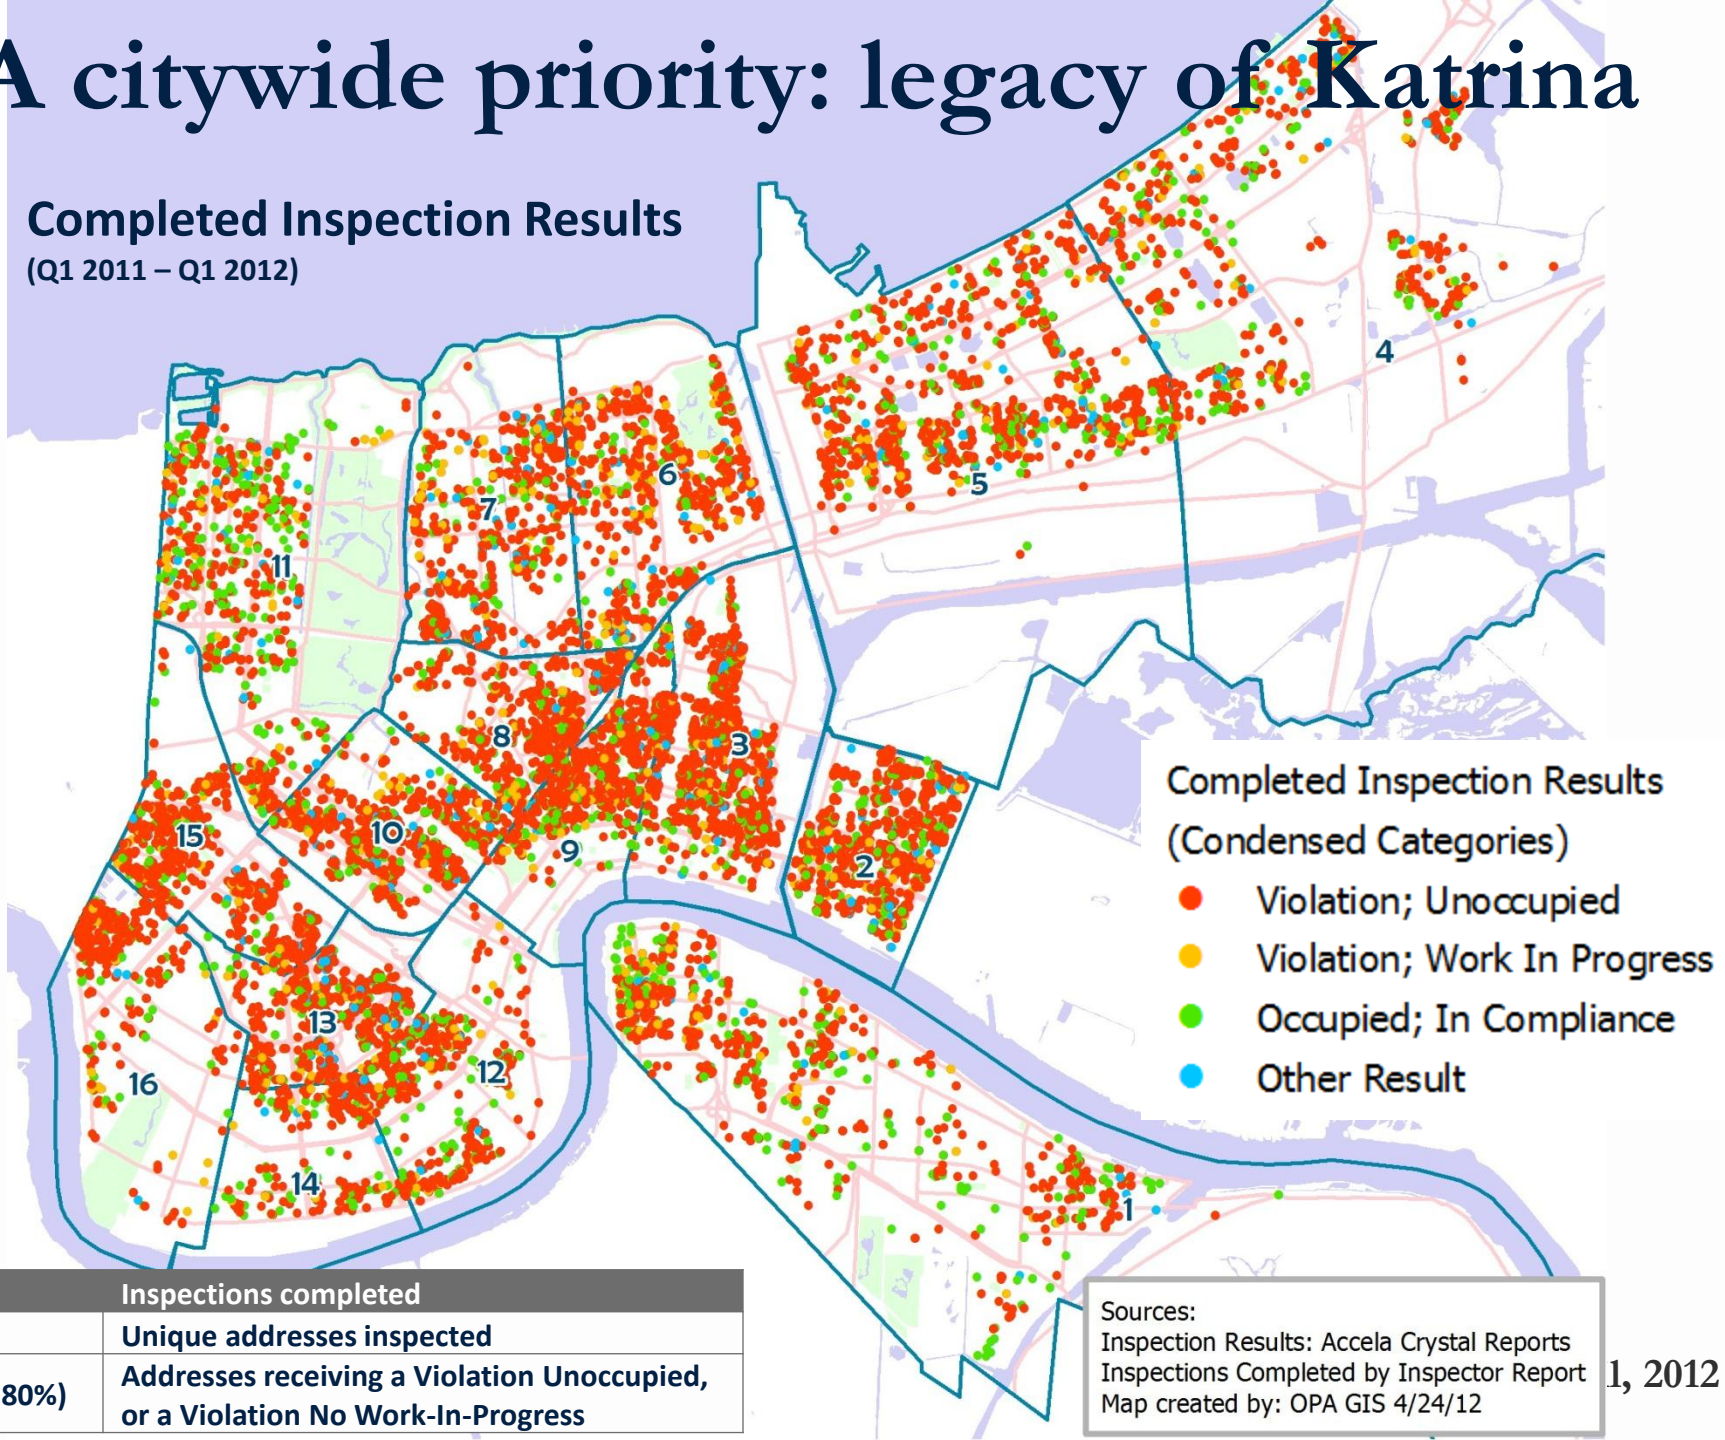 A citywide priority: legacy of Katrina
Completed Inspection Results
(Q1 2011 – Q1 2012)
4
6
5
7
11
8
3
15
10
9
2
13
12
16
14
1
Completed Inspection Results
(Condensed Categories)
Violation; Unoccupied
Violation; Work In Progress
Occupied; In Compliance
Other Result
Inspections completed
Unique addresses inspected
80%)
Addresses receiving a Violation Unoccupied,
or a Violation No Work-In-Progress
Sources:
Inspection Results: Accela Crystal Reports
Inspections Completed by Inspector Report
Map created by: OPA GIS 4/24/12
1, 2012